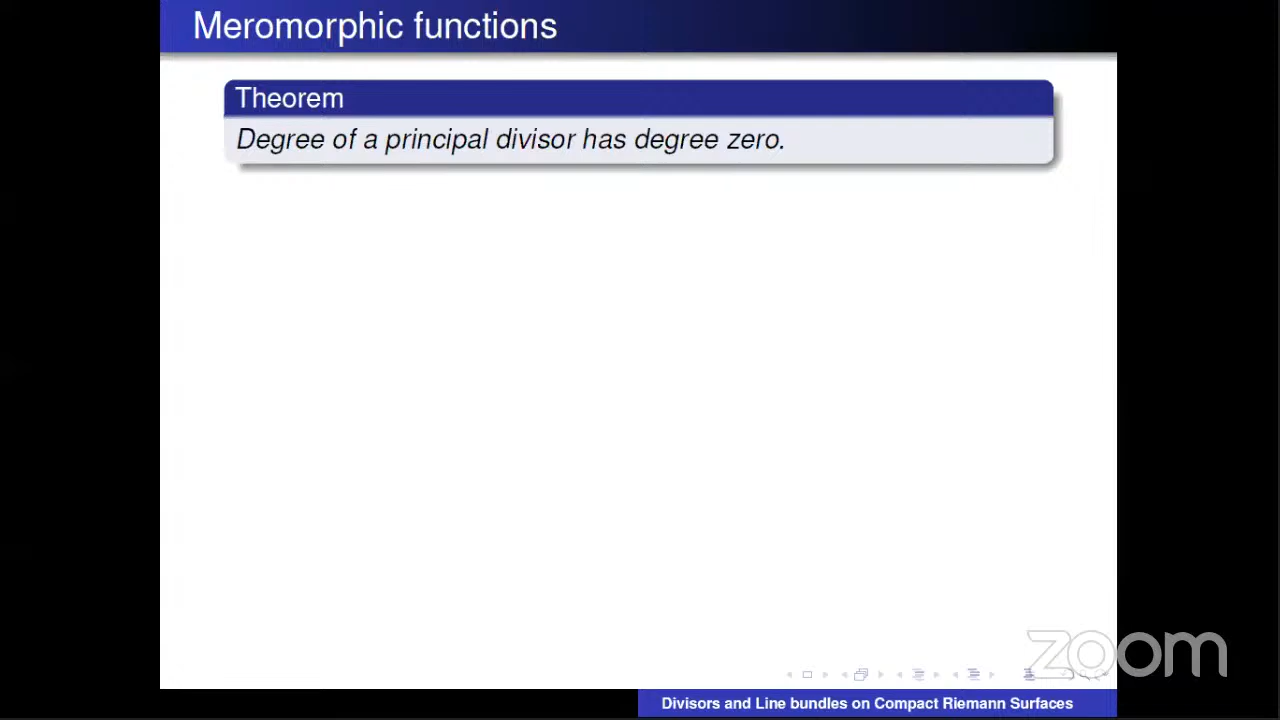 Meromorphic functions
Theorem
Degree of a principal divisor has degree zero.
zoom
Divisors and Line bundles on Compact Riemann Surfaces